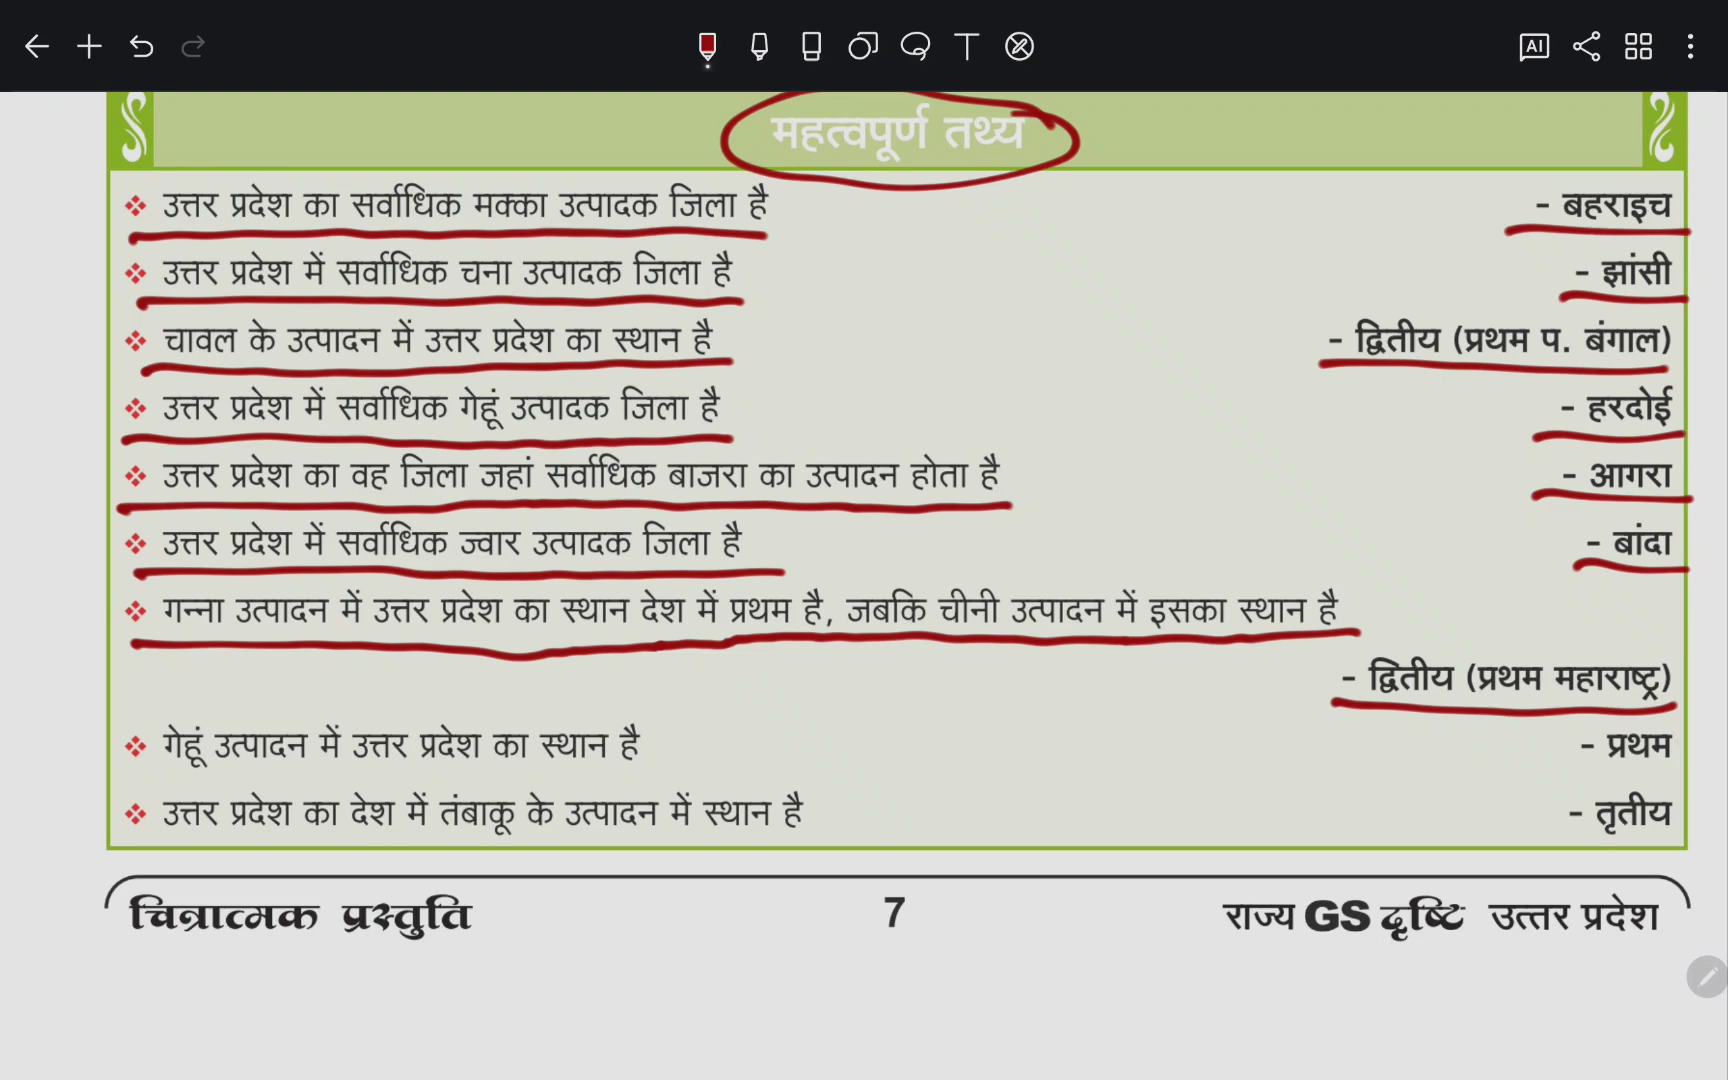 AI
महत्वपूर्ण तथ्य
उत्तर प्रदेश का सर्वाधिक मक्का उत्पादक जिला है - बहराइच
उत्तर प्रदेश में सर्वाधिक चना उत्पादक जिला है - झांसी
चावल के उत्पादन में उत्तर प्रदेश का स्थान है - द्वितीय (प्रथम प. बंगाल)
उत्तर प्रदेश में सर्वाधिक गेहूं उत्पादक जिला है - हरदोई
उत्तर प्रदेश का वह जिला जहां सर्वाधिक बाजरा का उत्पादन होता है - आगरा
उत्तर प्रदेश में सर्वाधिक ज्वार उत्पादक जिला है - बांदा
गन्ना उत्पादन में उत्तर प्रदेश का स्थान देश में प्रथम है, जबकि चीनी उत्पादन में इसका स्थान है
- द्वितीय (प्रथम महाराष्ट्र)
गेहूं उत्पादन में उत्तर प्रदेश का स्थान है - प्रथम
उत्तर प्रदेश का देश में तंबाकू के उत्पादन में स्थान है - तृतीय
चित्रात्मक प्रस्तुति 7 राज्य GS दृष्टि उत्तर प्रदेश